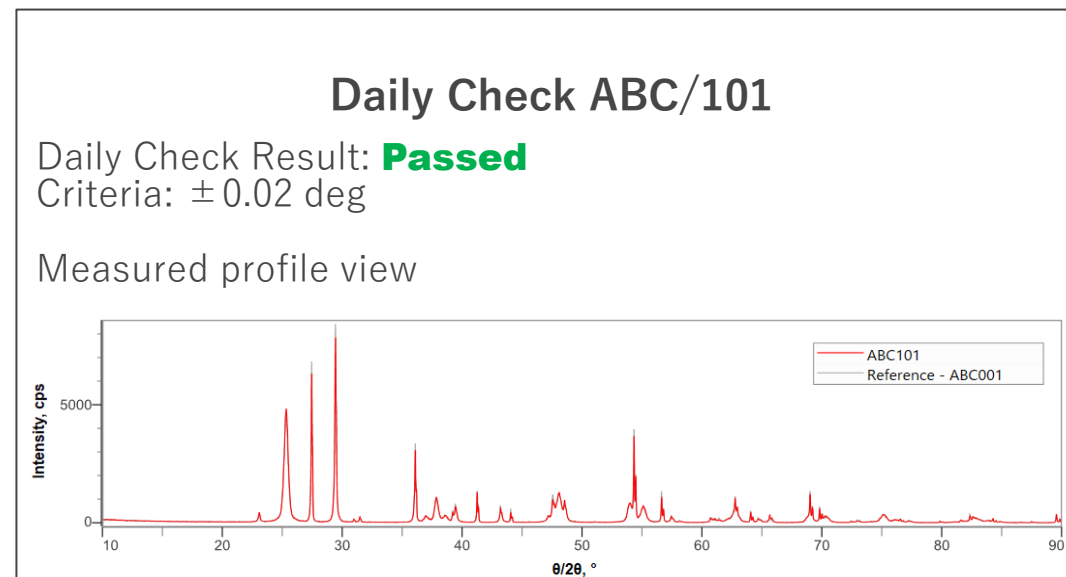 Daily Check ABC/101
Daily Check Result: Passed
Criteria: ±0.02 deg
Measured profile view
ABC101
Reference - ABC001
Intensity, cps
5000
0
10 20 30 40 50 60 70 80 90
θ/2θ, °